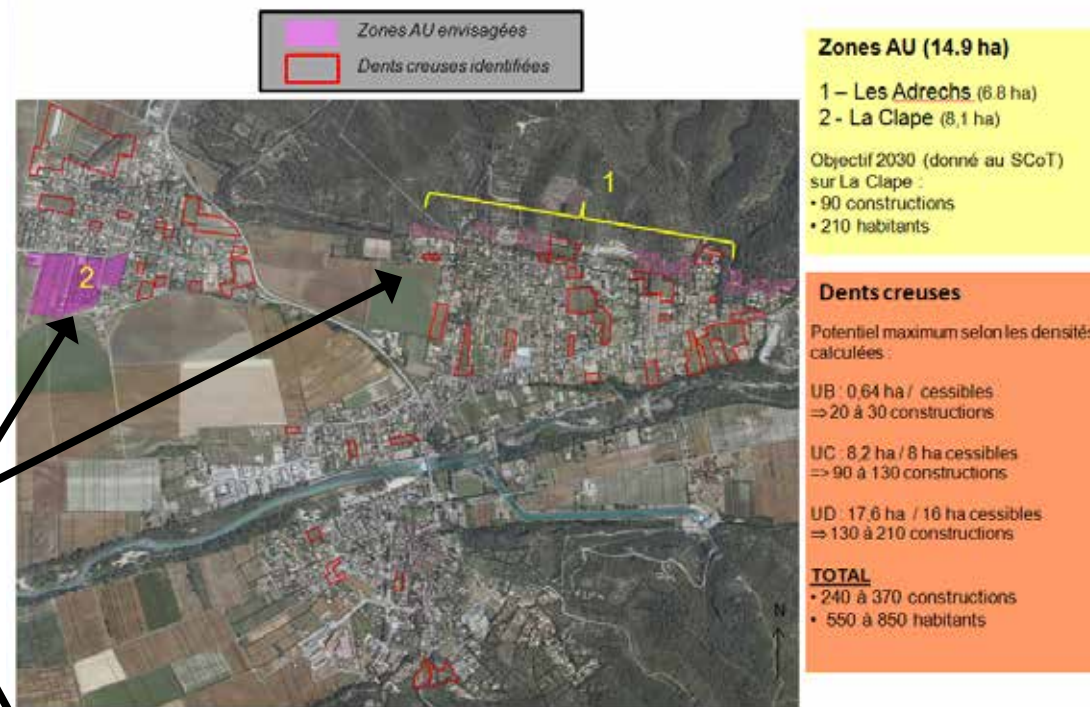 Zones AU envisagées
Dents creuses identifiées
1
2
N
Zones AU (14.9 ha)
1 – Les Adrechs (6.8 ha)
2 - La Clape (8,1 ha)
Objectif 2030 (donné au SCoT)
sur La Clape :
• 90 constructions
• 210 habitants
Dents creuses
Potentiel maximum selon les densités
calculées :
UB : 0,64 ha / cessibles
=> 20 à 30 constructions
UC : 8,2 ha / 8 ha cessibles
=> 90 à 130 constructions
UD : 17,6 ha / 16 ha cessibles
=> 130 à 210 constructions
TOTAL
• 240 à 370 constructions
• 550 à 850 habitants